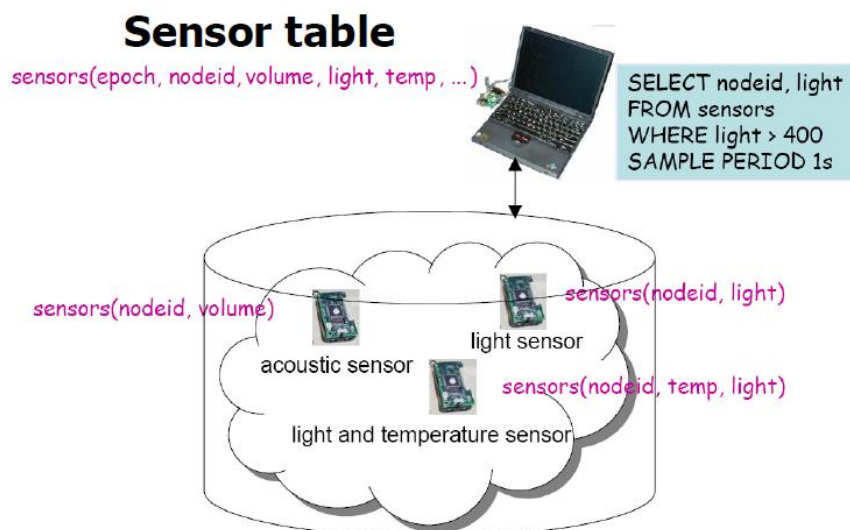 Sensor table
sensors(epoch, nodeid, volume, light, temp, ...)
SELECT nodeid, light
FROM sensors
WHERE light > 400
SAMPLE PERIOD 1s
sensors(nodeid, volume)
sensors(nodeid, light)
light sensor
acoustic sensor
sensors(nodeid, temp, light)
light and temperature sensor